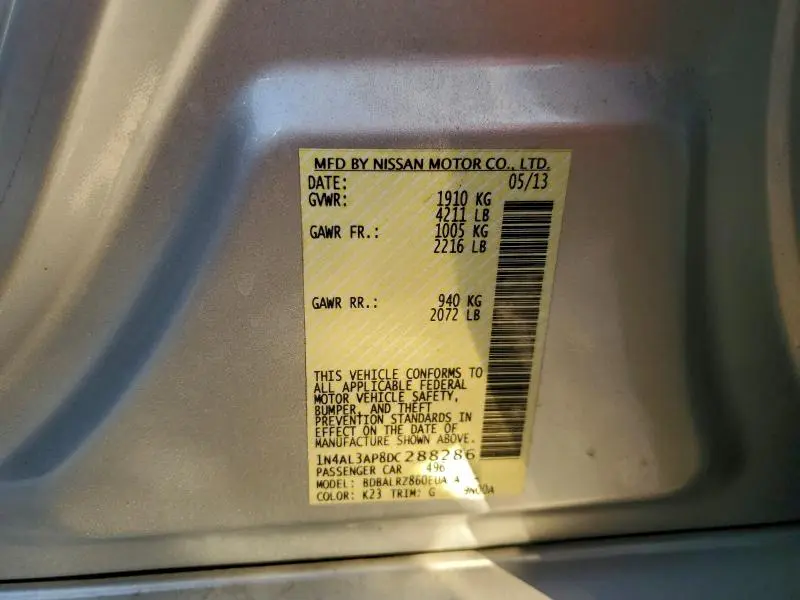 MFD BY NISSAN MOTOR CO., LTD.
DATE: 05/13
GVWR: 1910 KG
4211 LB
GAWR FR.: 1005 KG
2216 LB
GAWR RR.: 940 KG
2072 LB
THIS VEHICLE CONFORMS TO
ALL APPLICABLE FEDERAL
MOTOR VEHICLE SAFETY,
BUMPER, AND THEFT
PREVENTION STANDARDS IN
EFFECT ON THE DATE OF
MANUFACTURE SHOWN ABOVE.
1N4AL3AP8DC288286
PASSENGER CAR 496
MODEL:
COLOR: K23 TRIM: G